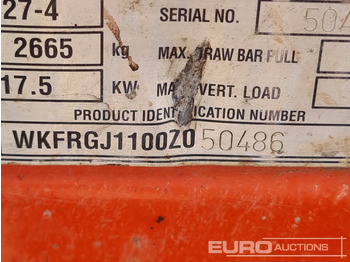 27-4 SERIAL NO. 504
2665 kg MAX. DRAW BAR PULL
17.5 KW MAX. VERT. LOAD
PRODUCT IDENTIFICATION NUMBER
WKFRGJ1100Z050486
EURO AUCTIONS